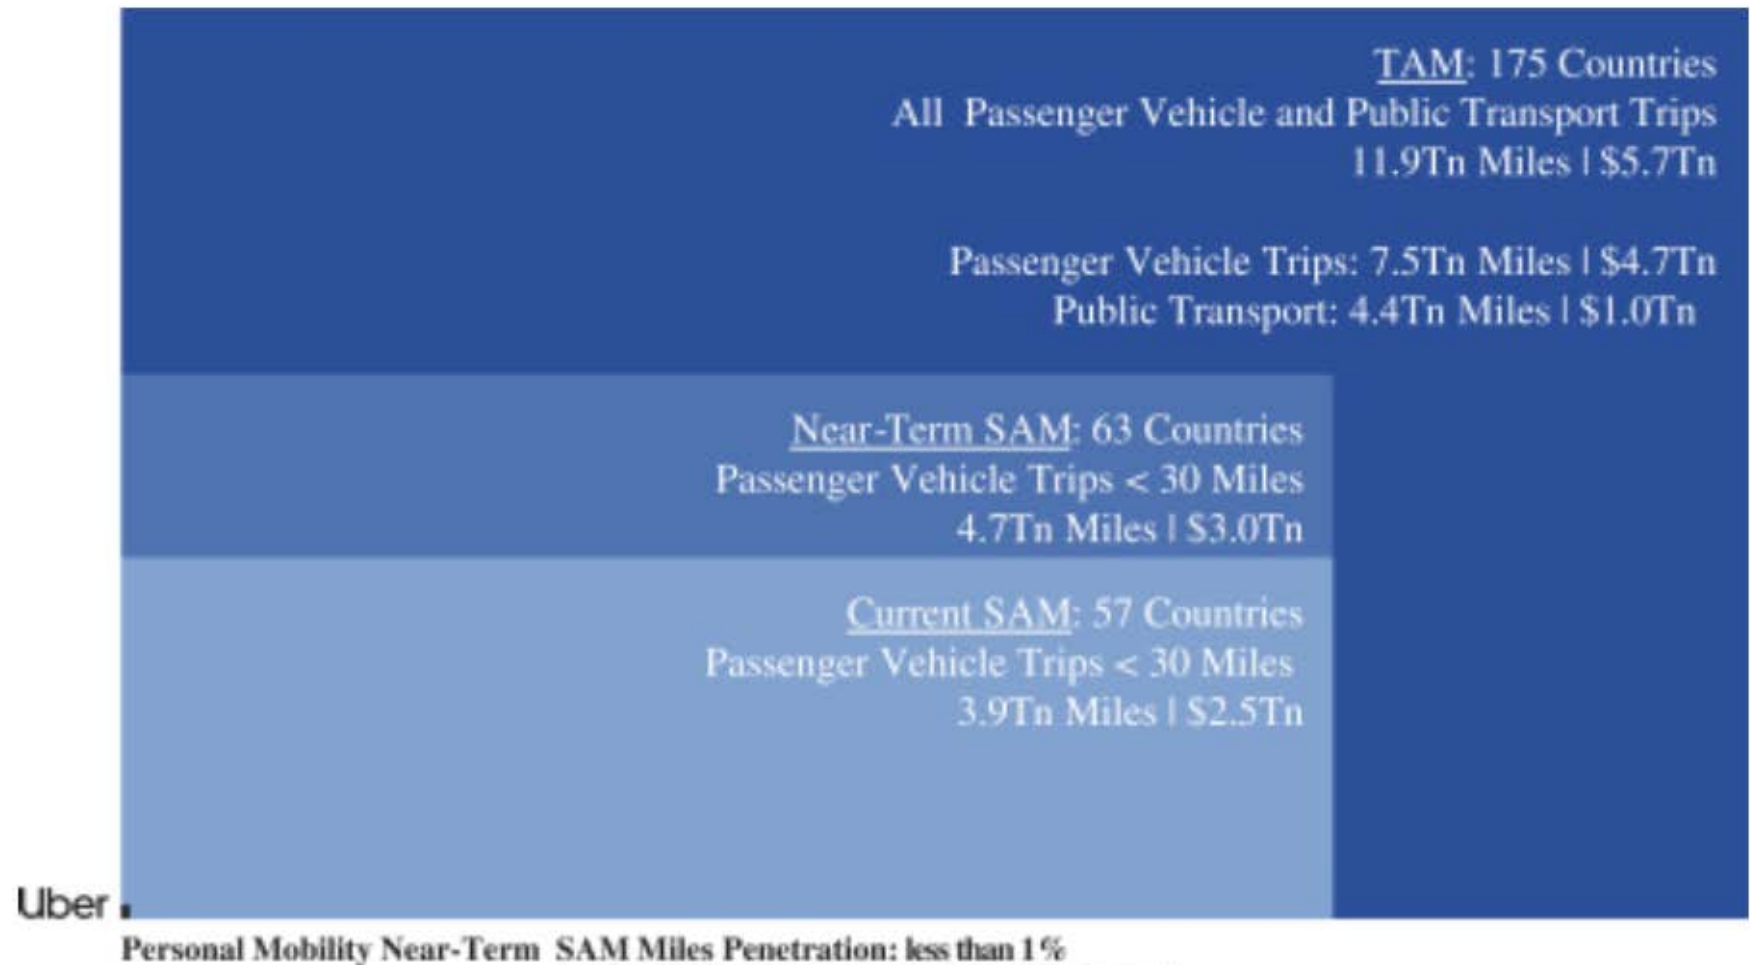 TAM: 175 Countries
All Passenger Vehicle and Public Transport Trips
11.9Tn Miles | $5.7Tn
Passenger Vehicle Trips: 7.5Tn Miles | $4.7Tn
Public Transport: 4.4Tn Miles | $1.0Tn
Near-Term SAM: 63 Countries
Passenger Vehicle Trips < 30 Miles
4.7Tn Miles | $3.0Tn
Current SAM: 57 Countries
Passenger Vehicle Trips < 30 Miles
3.9Tn Miles | $2.5Tn
Uber
Personal Mobility Near-Term SAM Miles Penetration: less than 1%